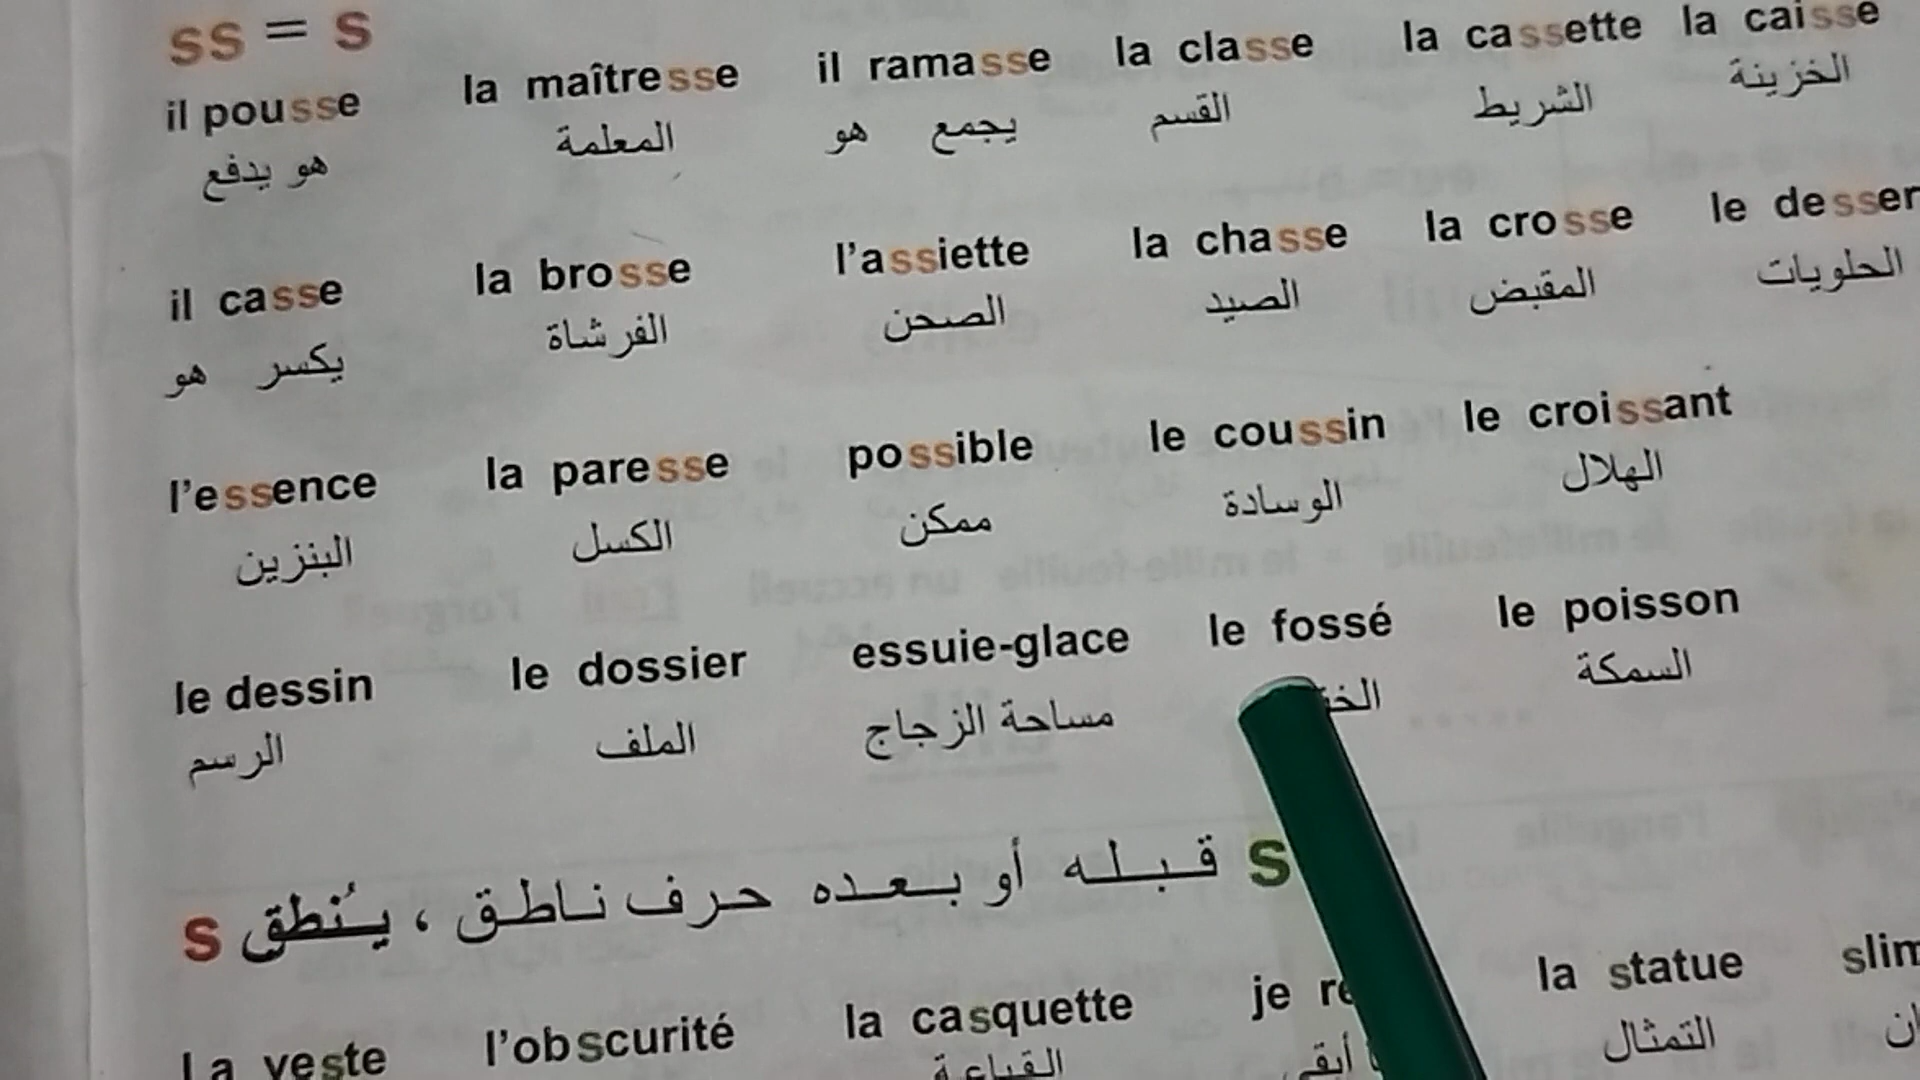 ss = s
il pousse la maîtresse il ramasse la classe la cassette la caisse
هو يدفع المعلمة هو يجمع القسم الشريط الخزينة
il casse la brosse l'assiette la chasse la crosse le desser
هو يكسر الفرشاة الصحن الصيد المقبض الحلويات
l'essence la paresse possible le coussin le croissant
البنزين الكسل ممكن الوسادة الهلال
le dessin le dossier essuie-glace le fossé le poisson
الرسم الملف مساحة الزجاج السمكة
s قبله أو بعده حرف ناطق ، يُنطق s
La veste l'obscurité la casquette je la statue slim
القباعة أبقى التمثال